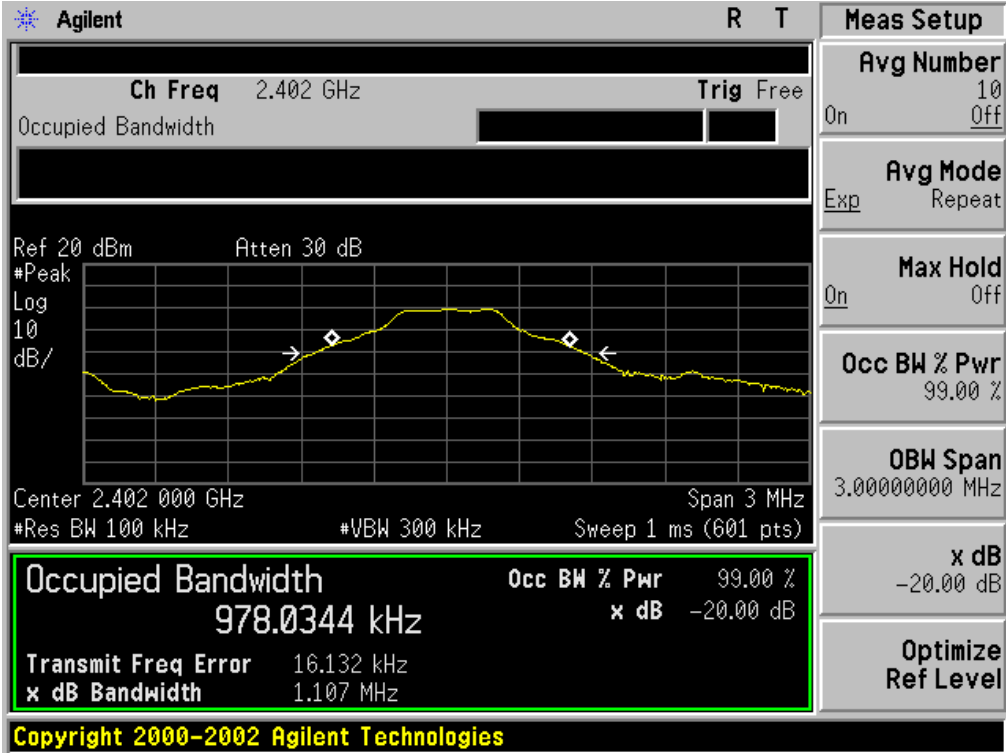 Agilent R T
Ch Freq 2.402 GHz Trig Free
Occupied Bandwidth
Ref 20 dBm Atten 30 dB
#Peak
Log
10
dB/
Center 2.402 000 GHz Span 3 MHz
#Res BW 100 kHz #VBW 300 kHz Sweep 1 ms (601 pts)
Occupied Bandwidth
978.0344 kHz
Occ BW % Pwr 99.00 %
x dB -20.00 dB
Transmit Freq Error 16.132 kHz
x dB Bandwidth 1.107 MHz
Copyright 2000-2002 Agilent Technologies
Meas Setup
Avg Number
10
On Off
Avg Mode
Exp Repeat
Max Hold
On Off
Occ BW % Pwr
99.00 %
OBW Span
3.00000000 MHz
x dB
-20.00 dB
Optimize
Ref Level